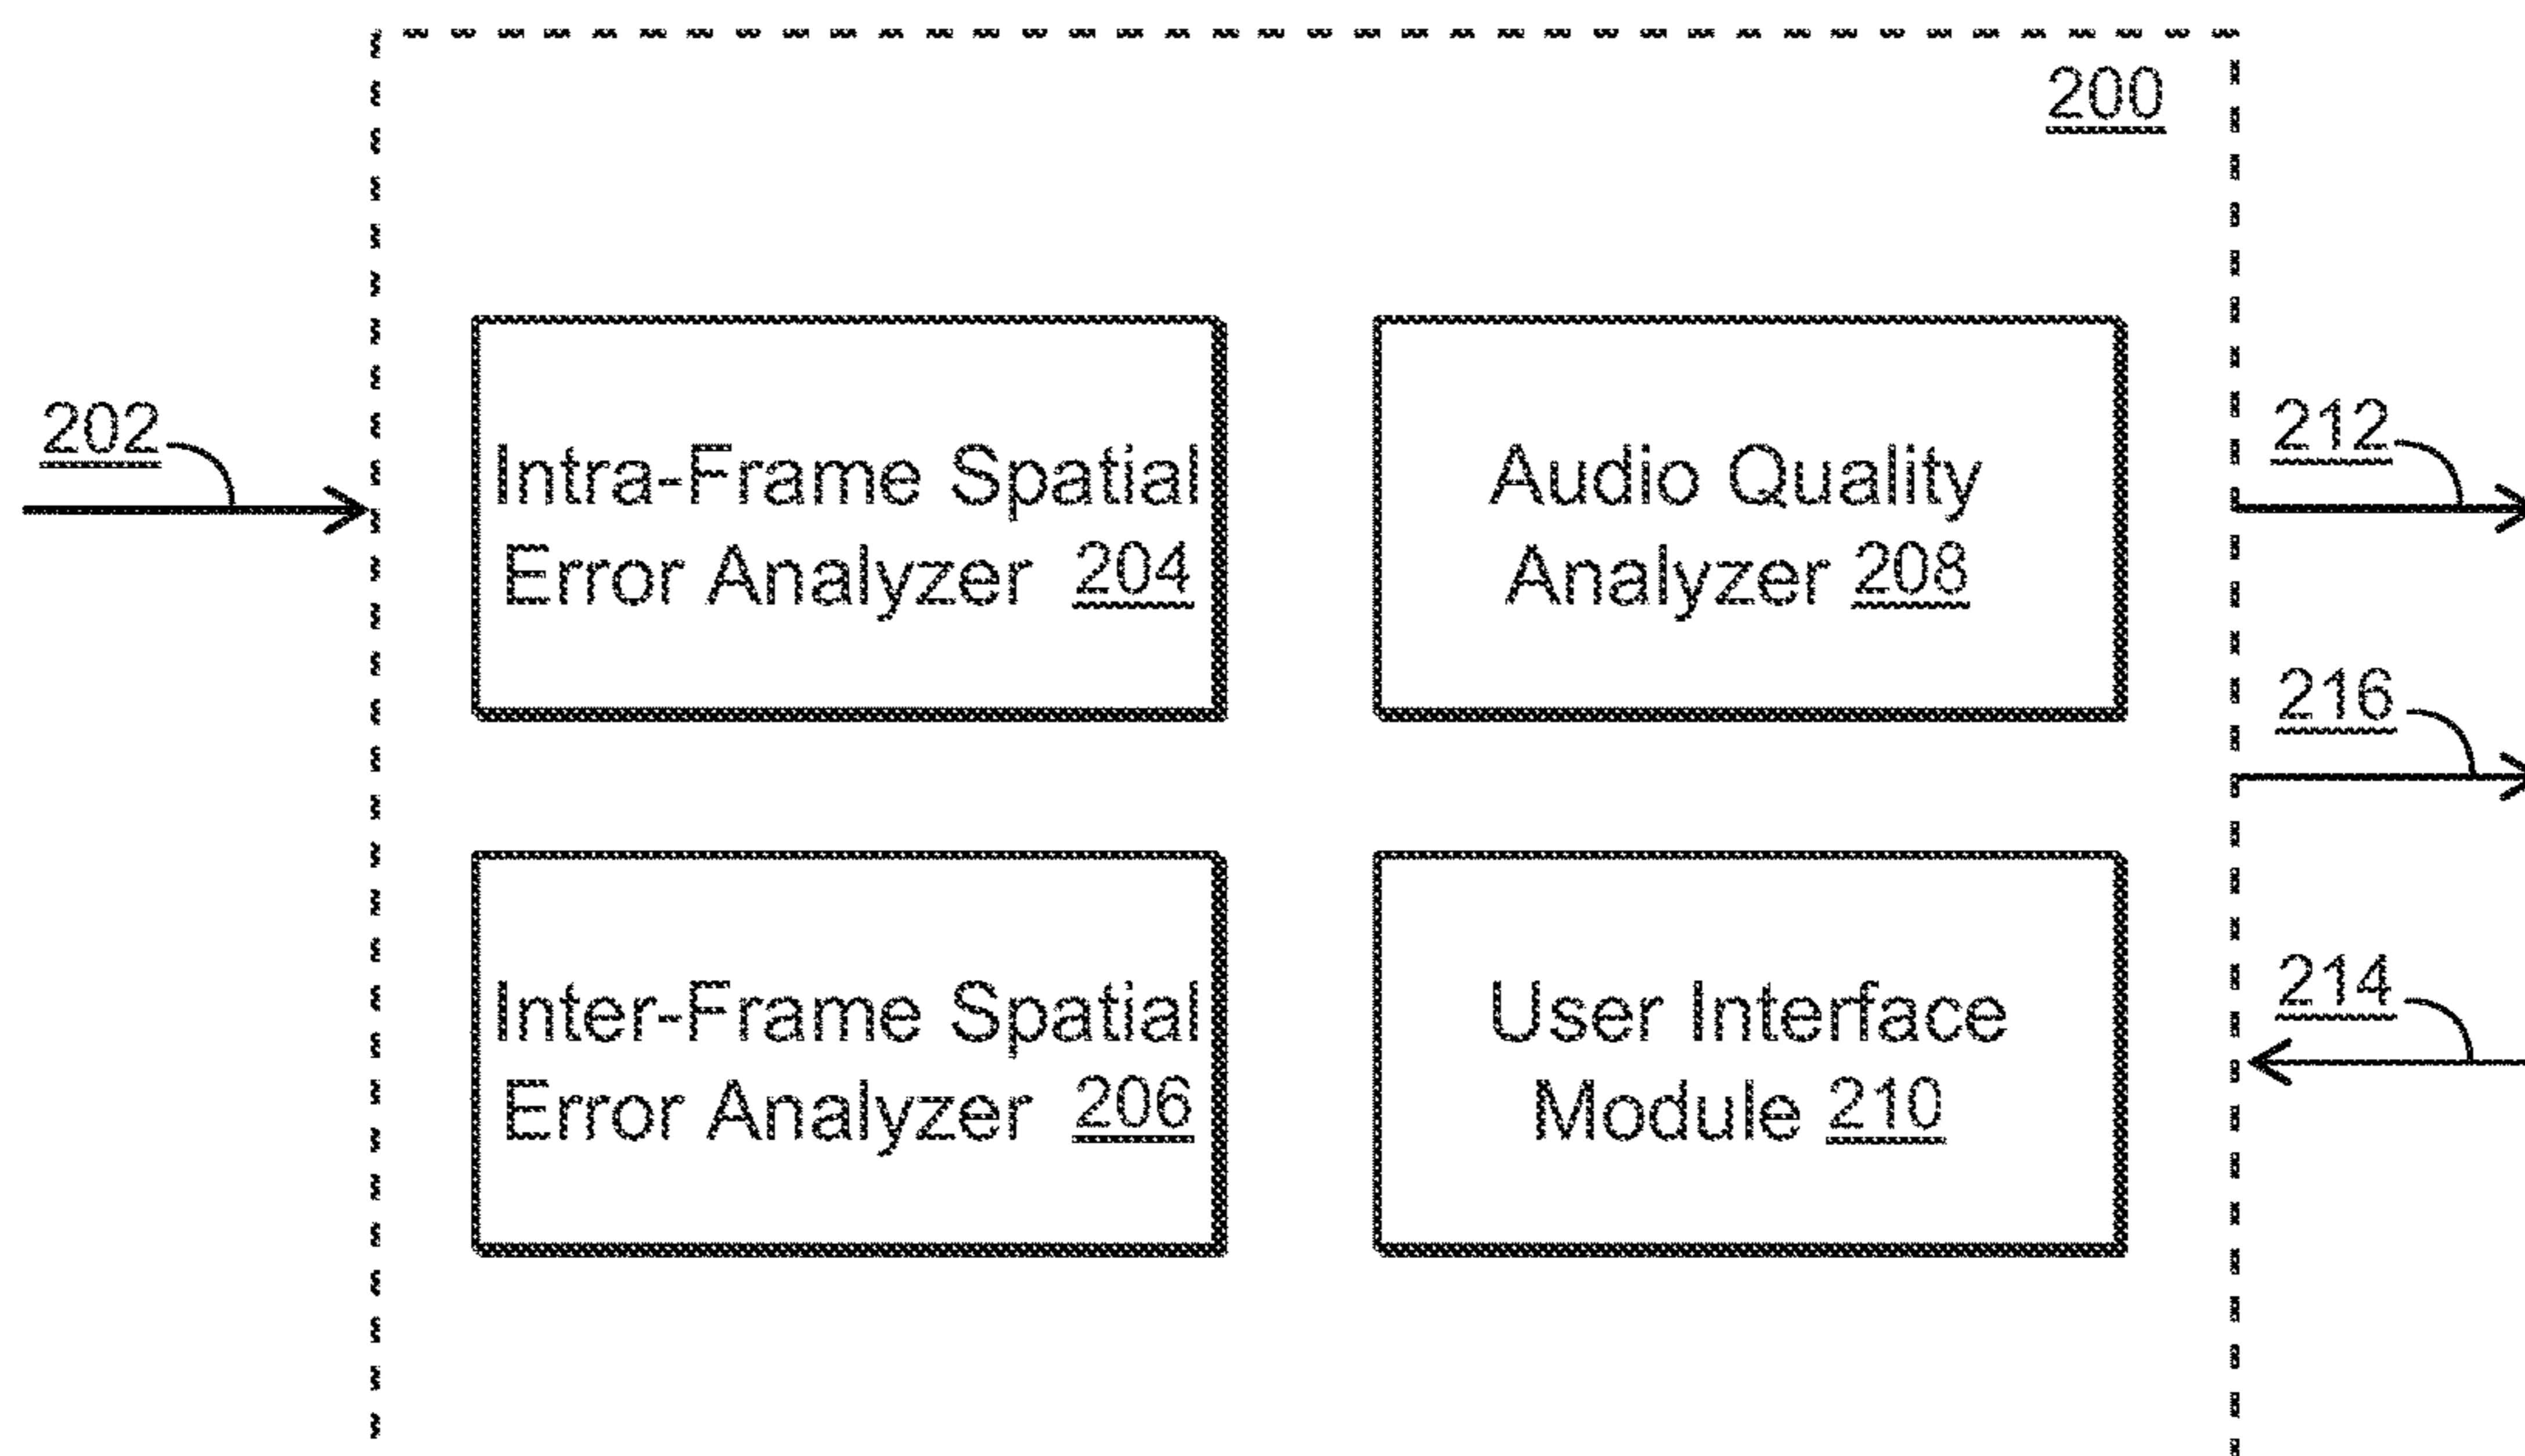 200
202
Intra-Frame Spatial
Error Analyzer 204
Audio Quality
Analyzer 208
212
216
Inter-Frame Spatial
Error Analyzer 206
User Interface
Module 210
214